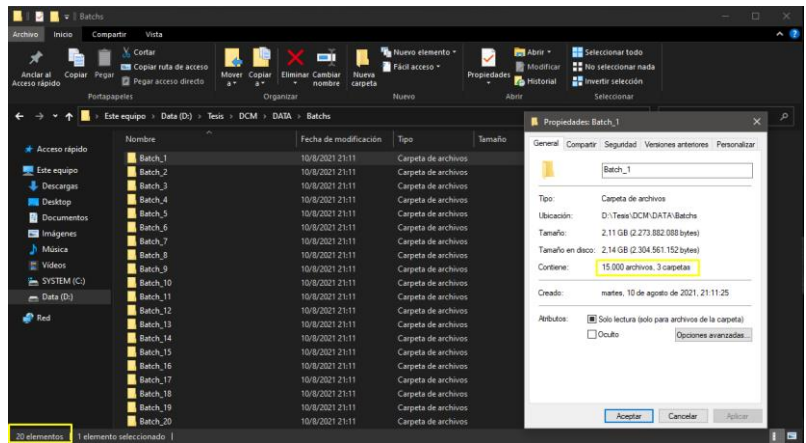 Batchs
Archivo Inicio Compartir Vista
Anclar al Acceso rápido
Copiar
Pegar
Cortar
Copiar ruta de acceso
Pegar acceso directo
Portapapeles
Mover a
Copiar a
Eliminar
Cambiar nombre
Nueva carpeta
Organizar
Nuevo elemento
Fácil acceso
Nuevo
Propiedades
Abrir
Modificar
Historial
Abrir
Seleccionar todo
No seleccionar nada
Invertir selección
Seleccionar
Este equipo > Data (D:) > Tesis > DCM > DATA > Batchs
Acceso rápido
Este equipo
Descargas
Desktop
Documentos
Imágenes
Música
Vídeos
SYSTEM (C:)
Data (D:)
Red
Nombre Fecha de modificación Tipo Tamaño
Batch_1 10/8/2021 21:11 Carpeta de archivos
Batch_2 10/8/2021 21:11 Carpeta de archivos
Batch_3 10/8/2021 21:11 Carpeta de archivos
Batch_4 10/8/2021 21:11 Carpeta de archivos
Batch_5 10/8/2021 21:11 Carpeta de archivos
Batch_6 10/8/2021 21:11 Carpeta de archivos
Batch_7 10/8/2021 21:11 Carpeta de archivos
Batch_8 10/8/2021 21:11 Carpeta de archivos
Batch_9 10/8/2021 21:11 Carpeta de archivos
Batch_10 10/8/2021 21:11 Carpeta de archivos
Batch_11 10/8/2021 21:11 Carpeta de archivos
Batch_12 10/8/2021 21:11 Carpeta de archivos
Batch_13 10/8/2021 21:11 Carpeta de archivos
Batch_14 10/8/2021 21:11 Carpeta de archivos
Batch_15 10/8/2021 21:11 Carpeta de archivos
Batch_16 10/8/2021 21:11 Carpeta de archivos
Batch_17 10/8/2021 21:11 Carpeta de archivos
Batch_18 10/8/2021 21:11 Carpeta de archivos
Batch_19 10/8/2021 21:11 Carpeta de archivos
Batch_20 10/8/2021 21:11 Carpeta de archivos
Propiedades: Batch_1
General Compartir Seguridad Versiones anteriores Personalizar
Batch_1
Tipo: Carpeta de archivos
Ubicación: D:\Tesis\DCM\DATA\Batchs
Tamaño: 2,11 GB (2.273.882.088 bytes)
Tamaño en disco: 2,14 GB (2.304.561.152 bytes)
Contiene: 15.000 archivos, 3 carpetas
Creado: martes, 10 de agosto de 2021, 21:11:25
Atributos: Solo lectura (solo para archivos de la carpeta)
Oculto Opciones avanzadas...
Aceptar Cancelar Aplicar
20 elementos 1 elemento seleccionado